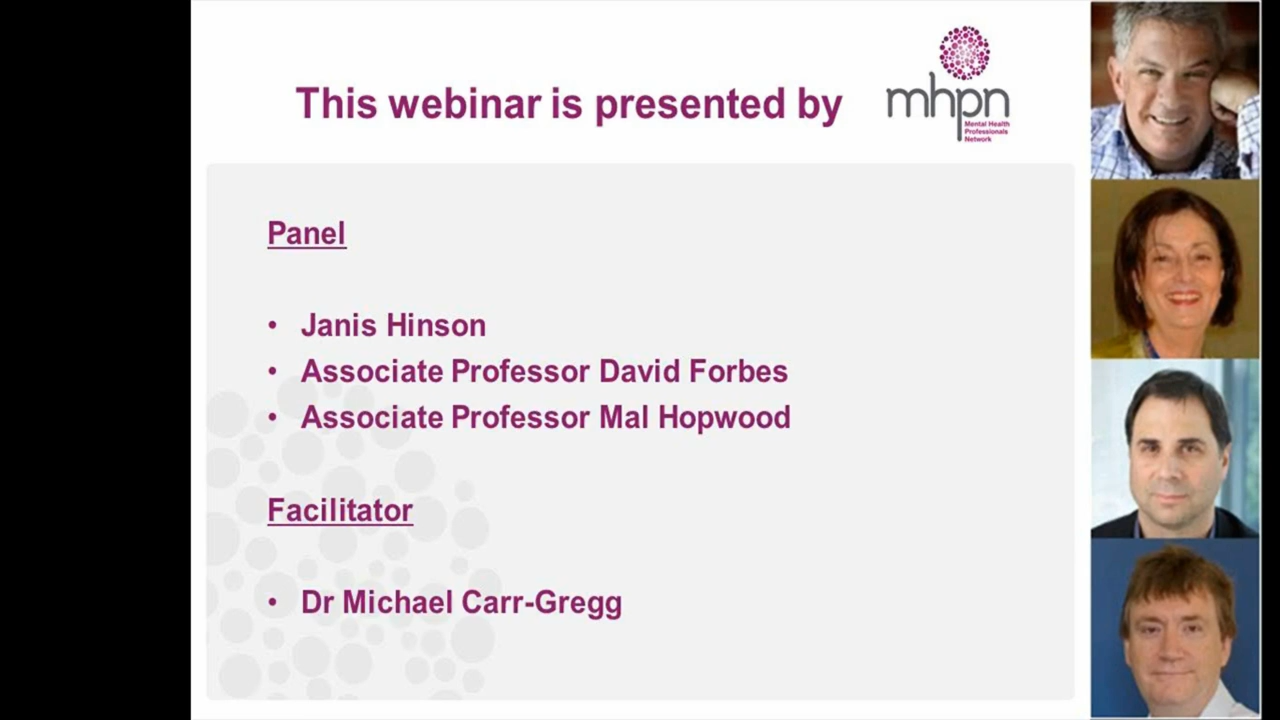 This webinar is presented by
mhpn
Mental Health
Professionals
Network
Panel
• Janis Hinson
• Associate Professor David Forbes
• Associate Professor Mal Hopwood
Facilitator
• Dr Michael Carr-Gregg